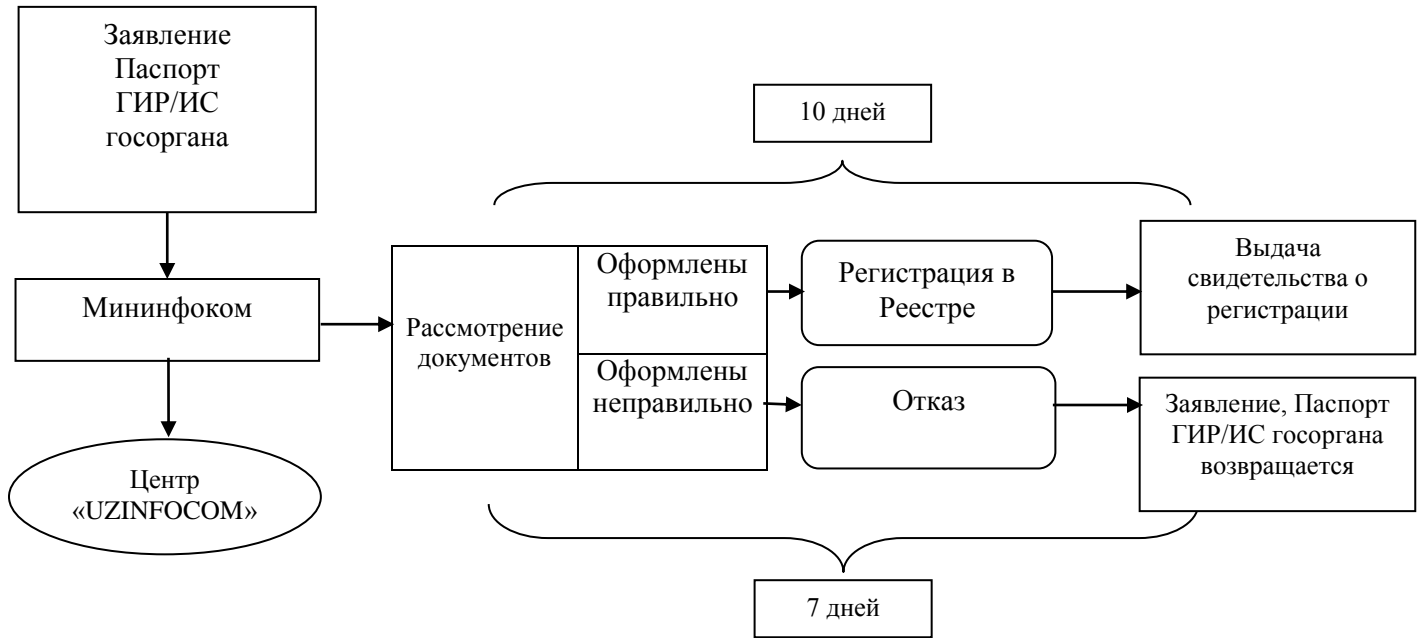 Заявление
Паспорт
ГИР/ИС
госоргана
10 дней
Мининфоком
Рассмотрение
документов
Оформлены
правильно
Регистрация в
Реестре
Выдача
свидетельства о
регистрации
Оформлены
неправильно
Отказ
Заявление, Паспорт
ГИР/ИС госоргана
возвращается
Центр
«UZINFOCOM»
7 дней